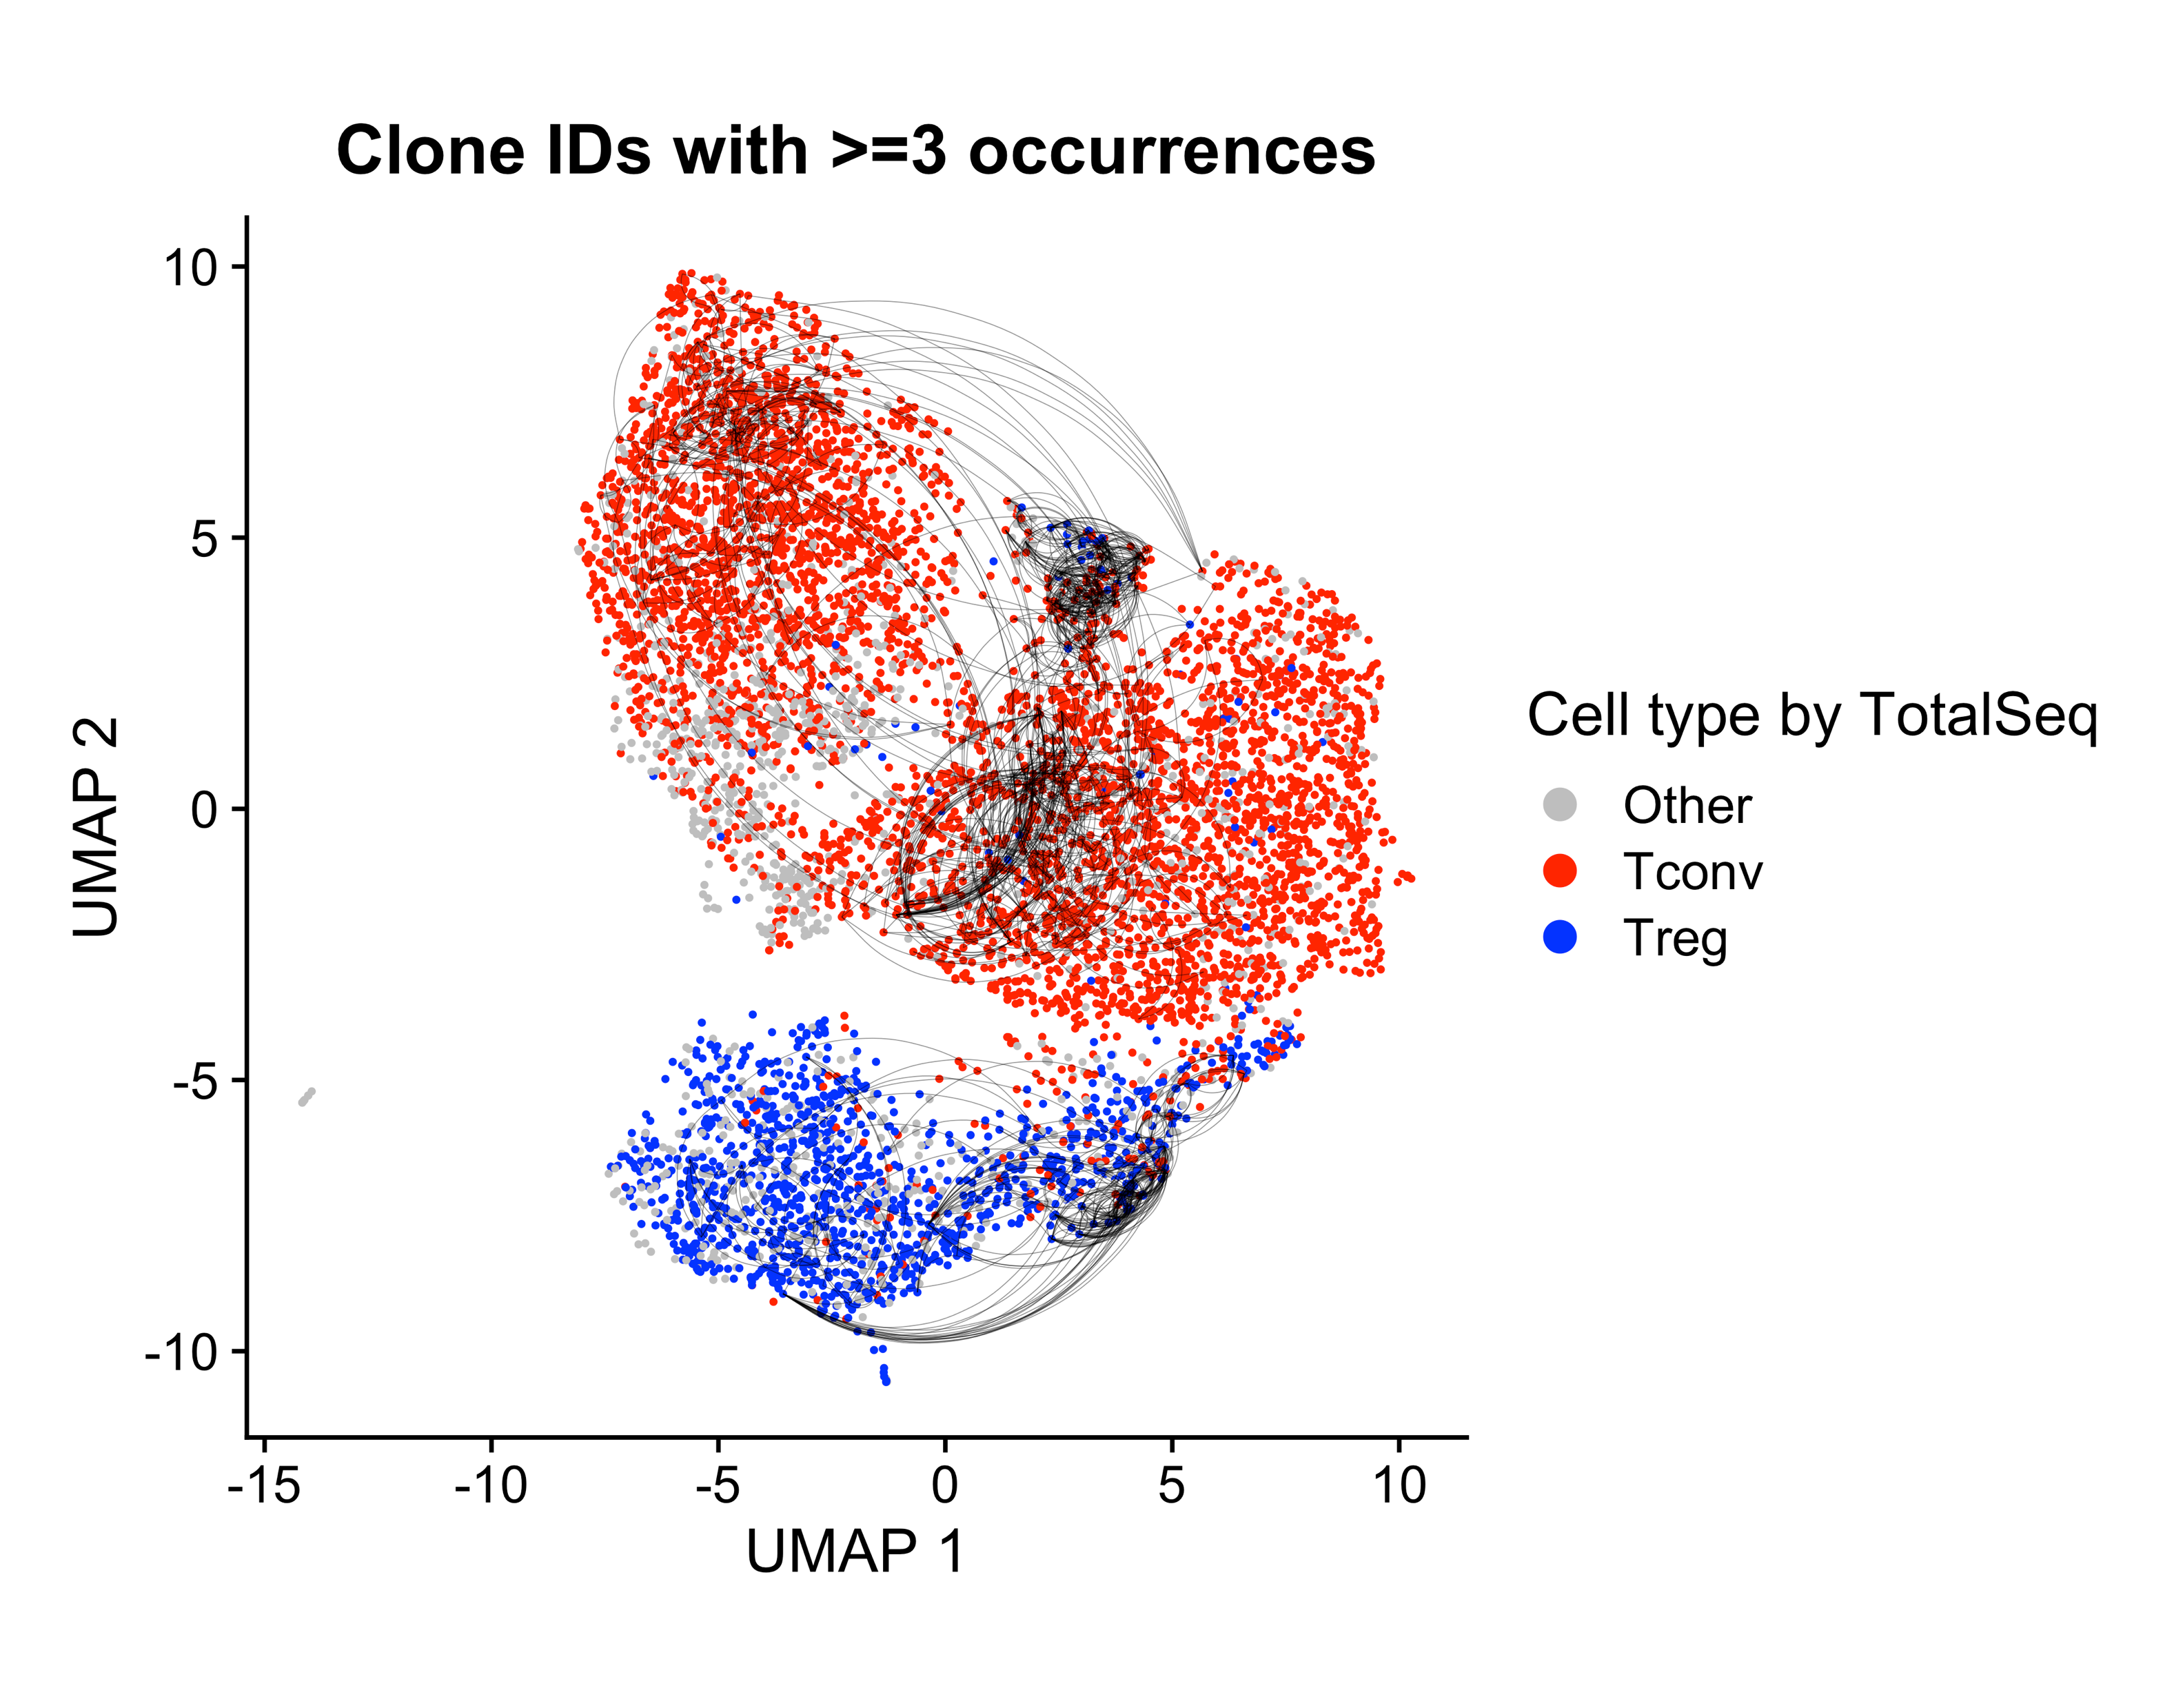 Clone IDs with >=3 occurrences
10
5
0
-5
-10
UMAP 2
-15
-10
-5
0
5
10
UMAP 1
Cell type by TotalSeq
Other
Tconv
Treg